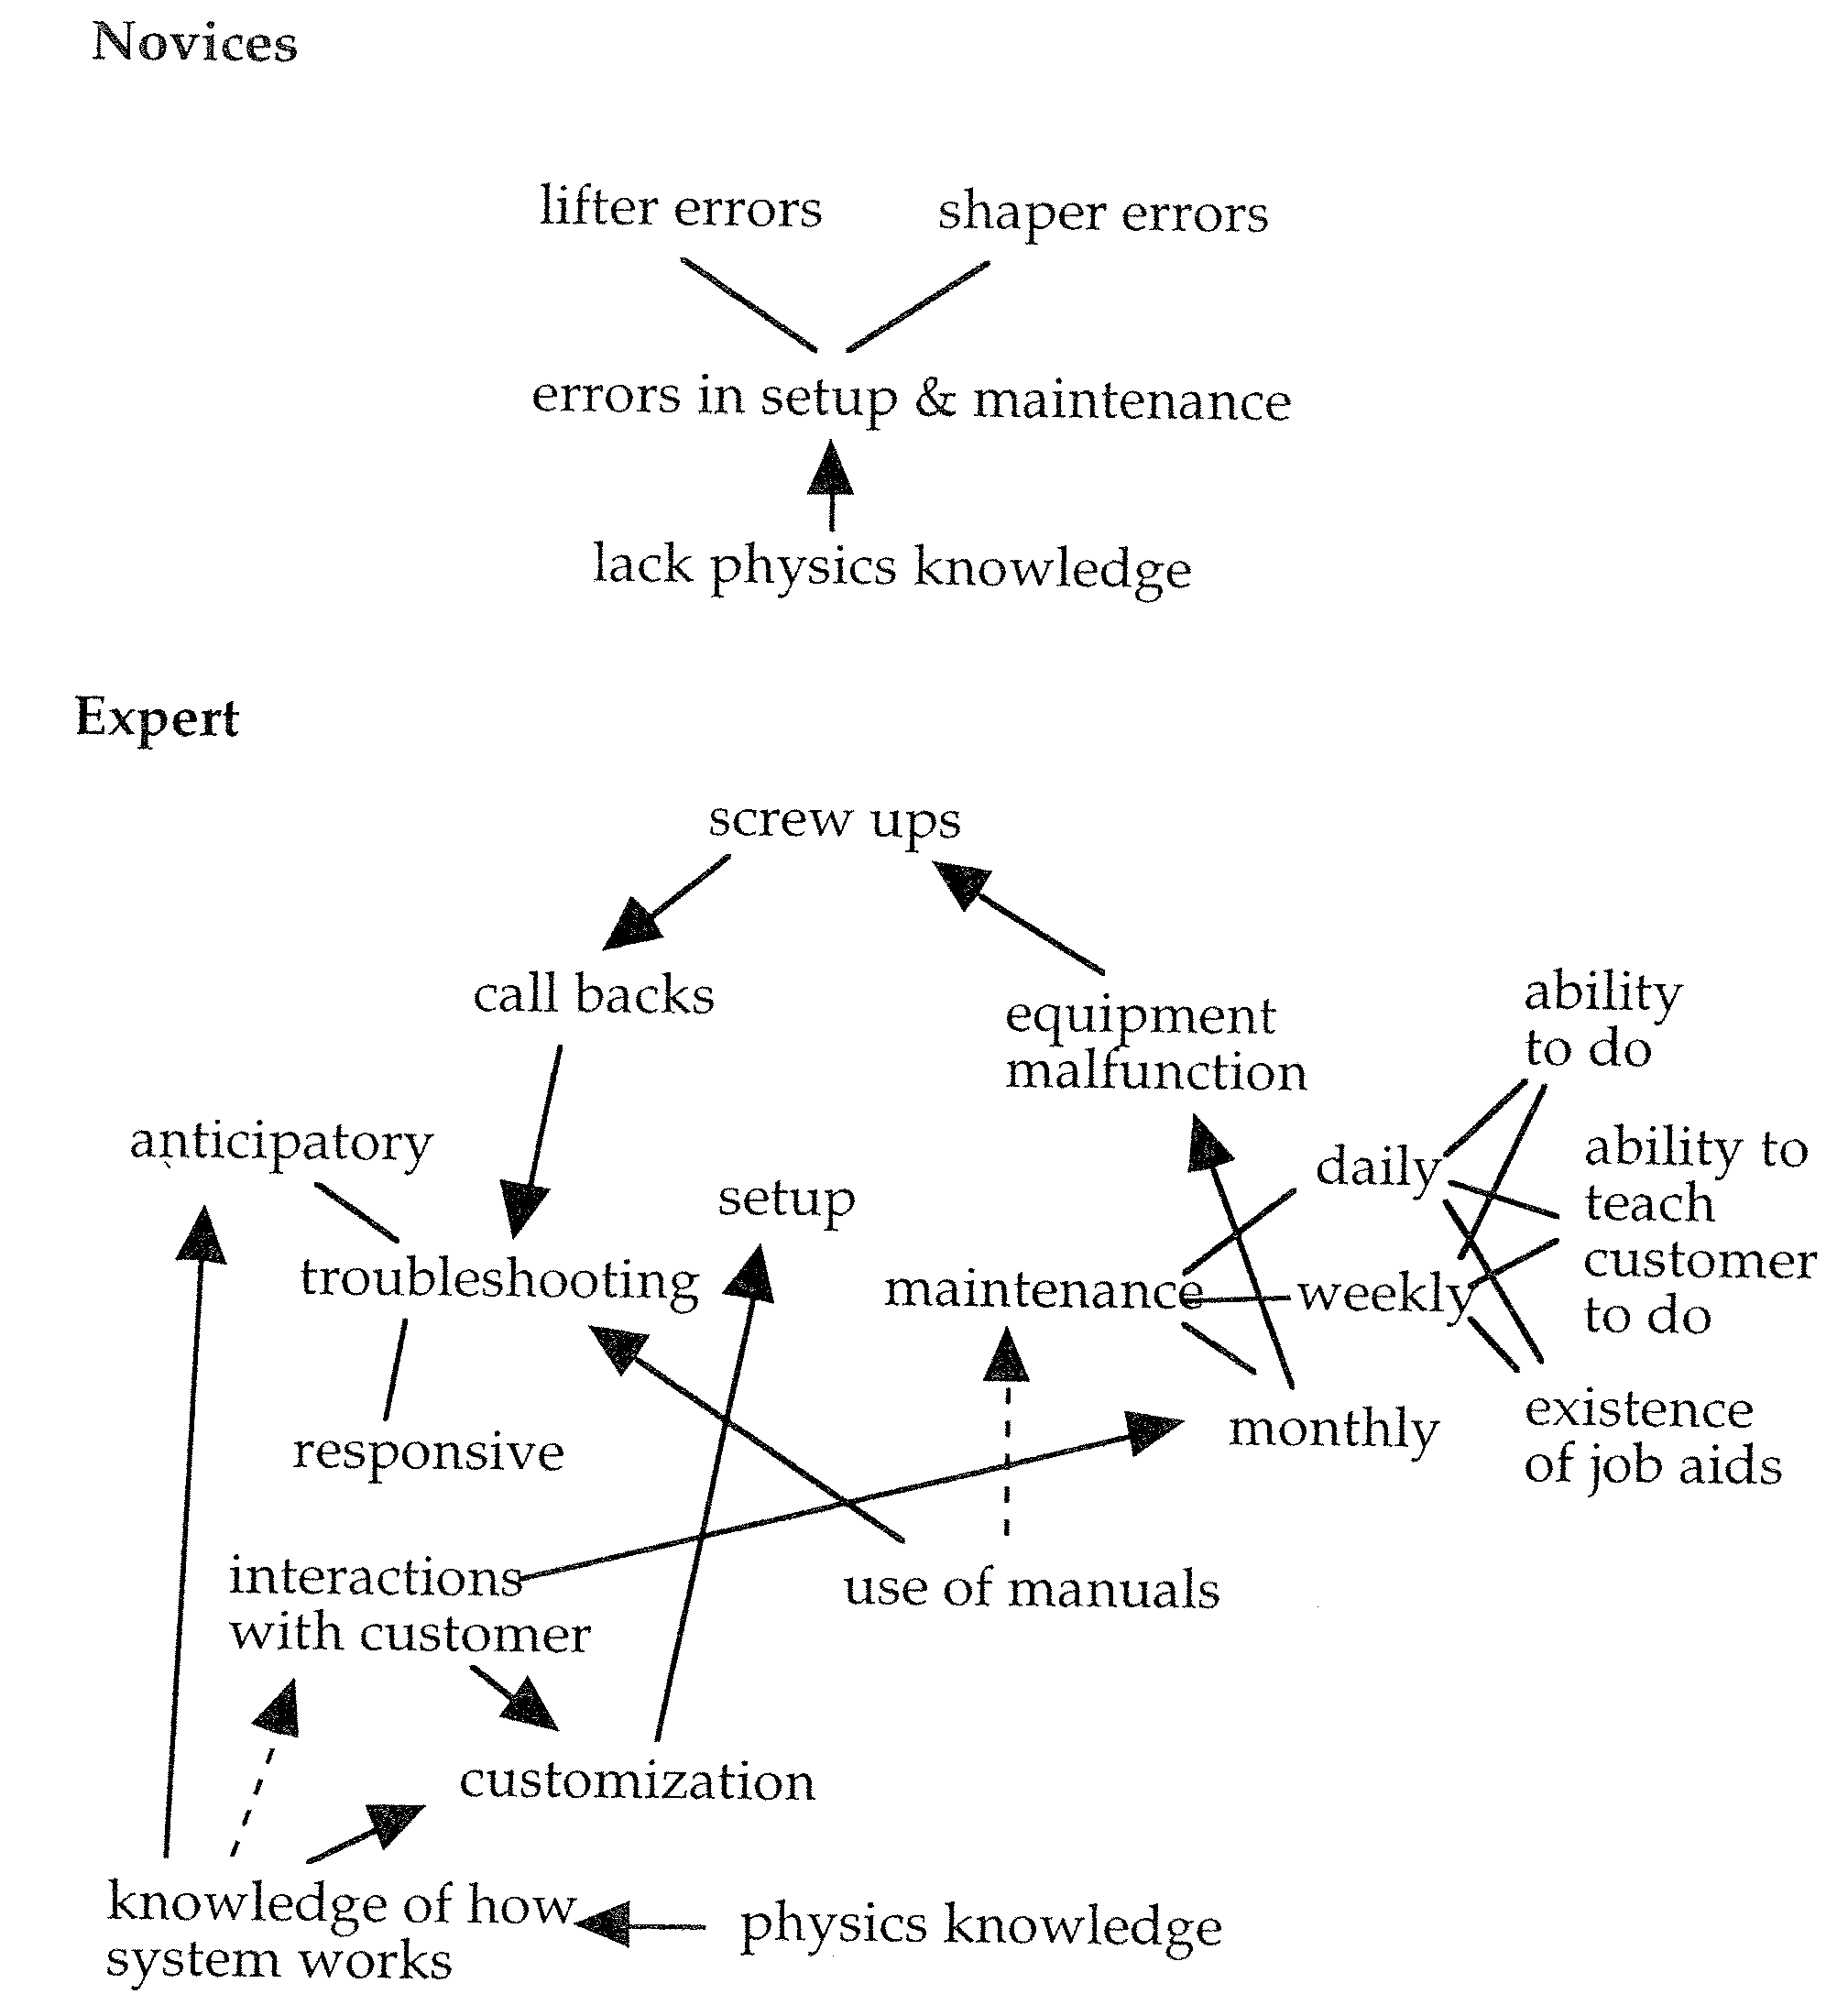 Novices
lifter errors
shaper errors
errors in setup & maintenance
lack physics knowledge
Expert
screw ups
call backs
equipment
malfunction
ability
to do
anticipatory
setup
daily
ability to
teach
customer
to do
troubleshooting
maintenance
weekly
responsive
monthly
existence
of job aids
interactions
with customer
use of manuals
customization
knowledge of how
system works
physics knowledge